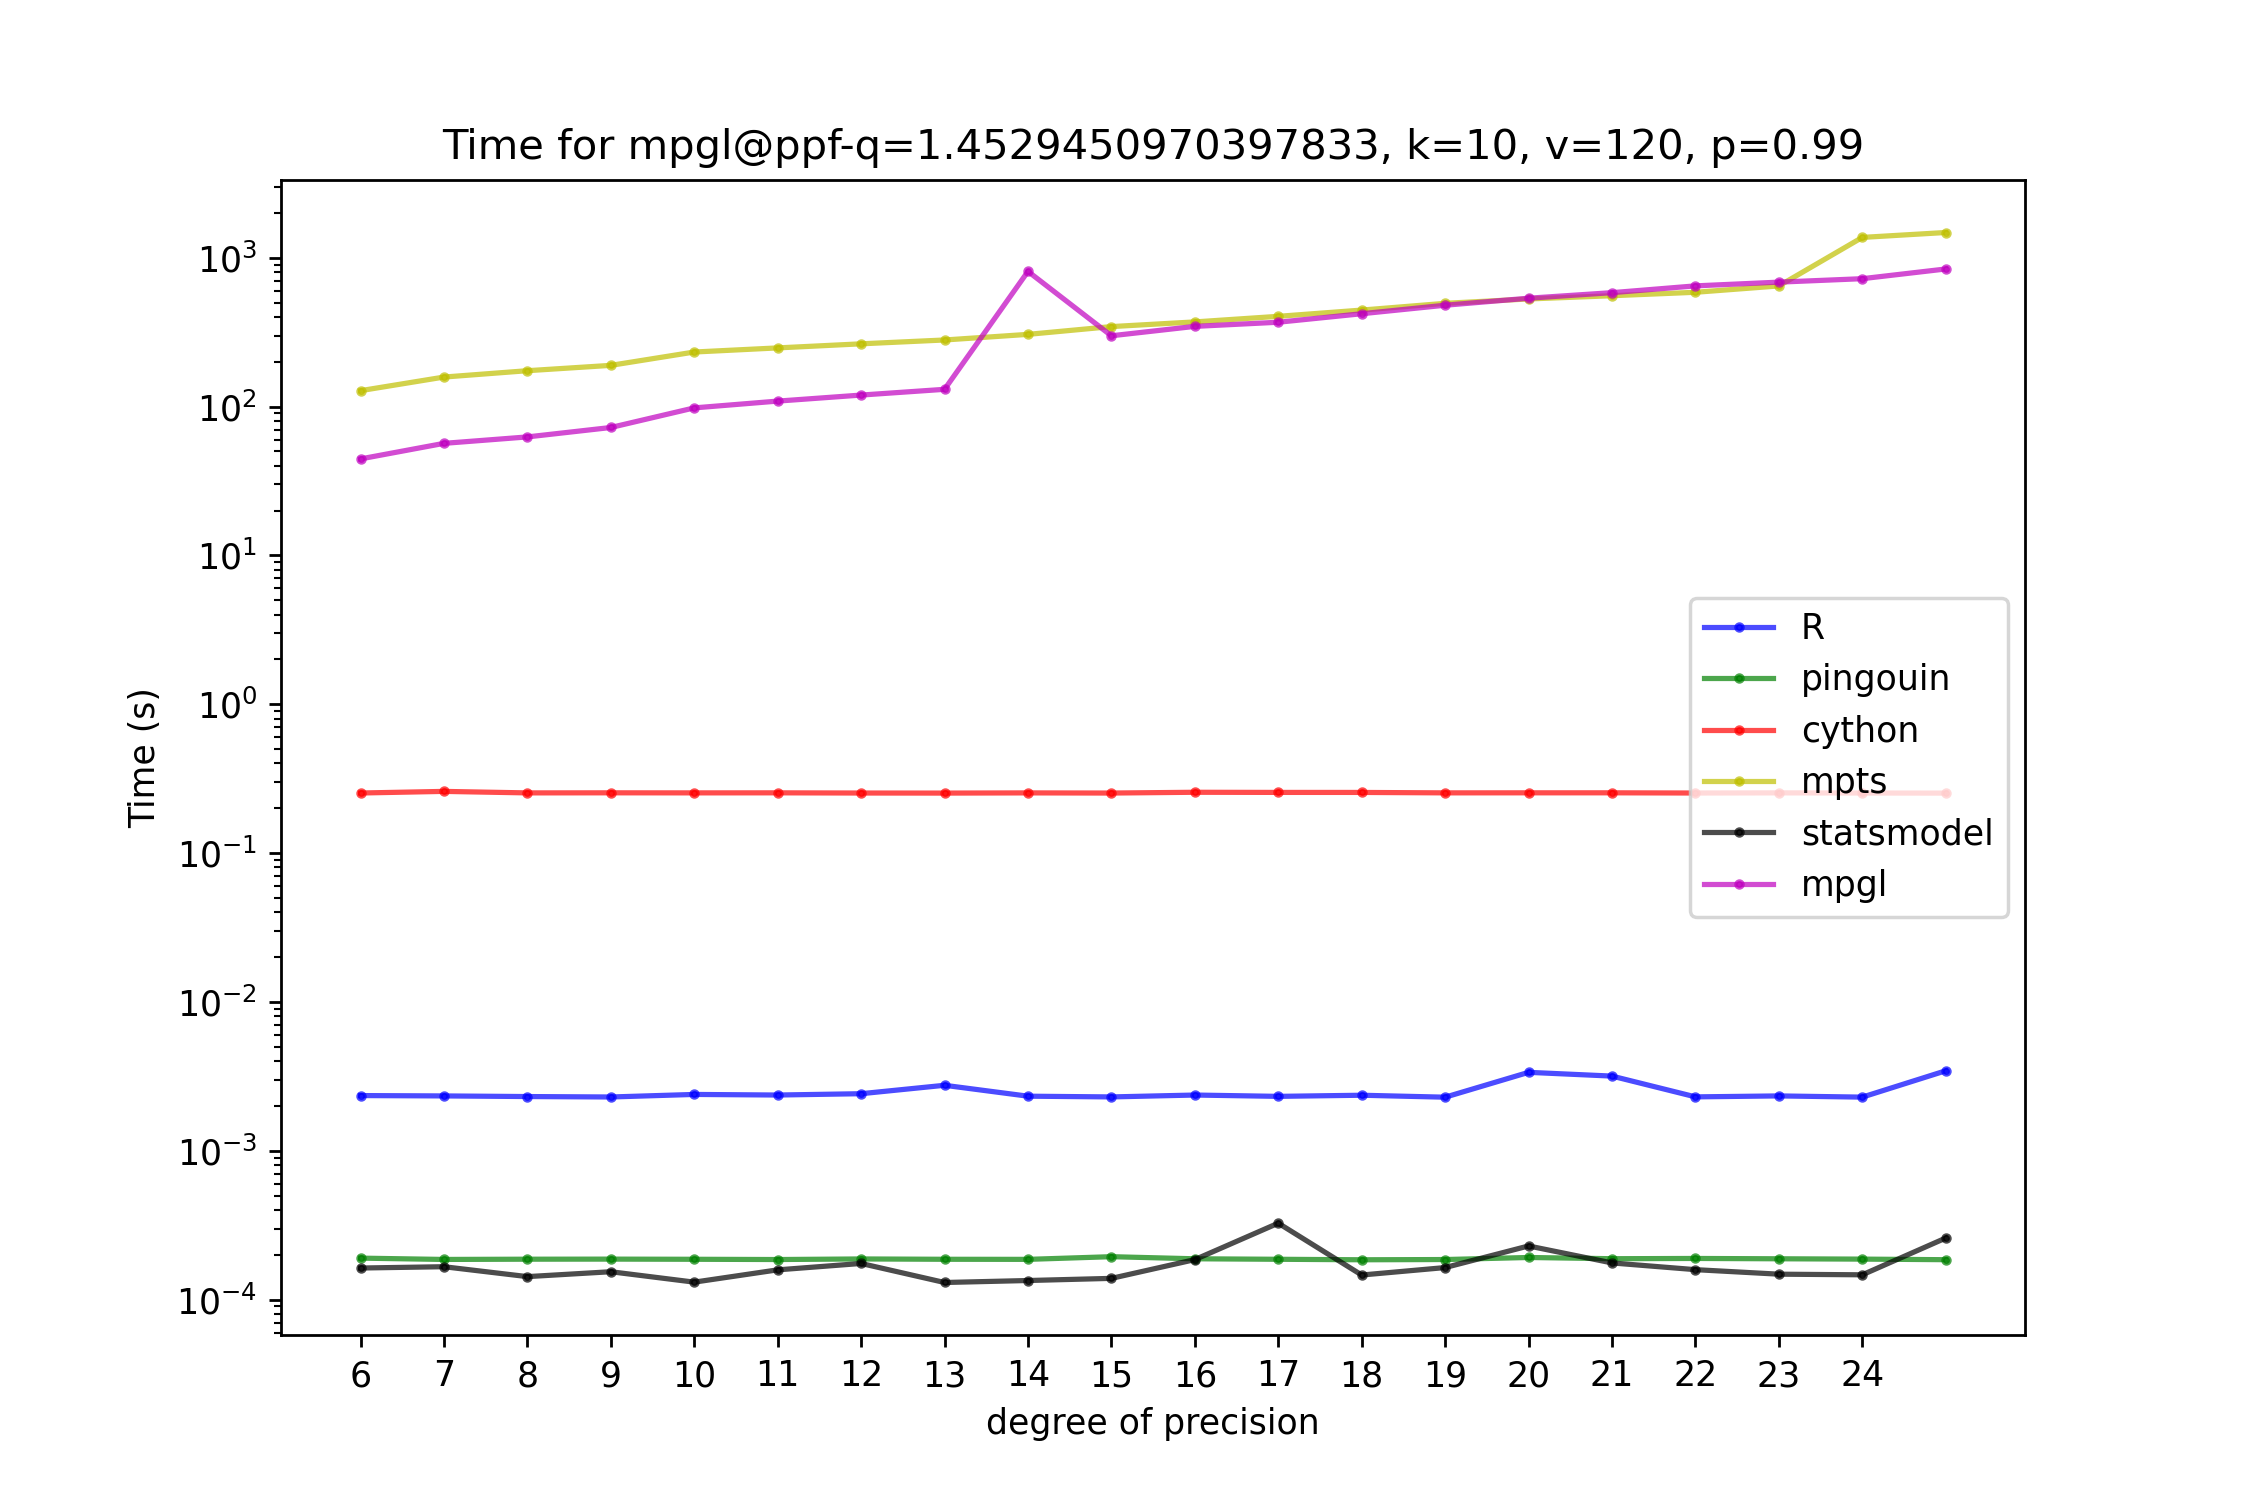 Time for mpgl@ppf-q=1.4529450970397833, k=10, v=120, p=0.99
Time (s)
10³
10²
10¹
10⁰
10⁻¹
10⁻²
10⁻³
10⁻⁴
R
pingouin
cython
mpts
statsmodel
mpgl
6 7 8 9 10 11 12 13 14 15 16 17 18 19 20 21 22 23 24
degree of precision